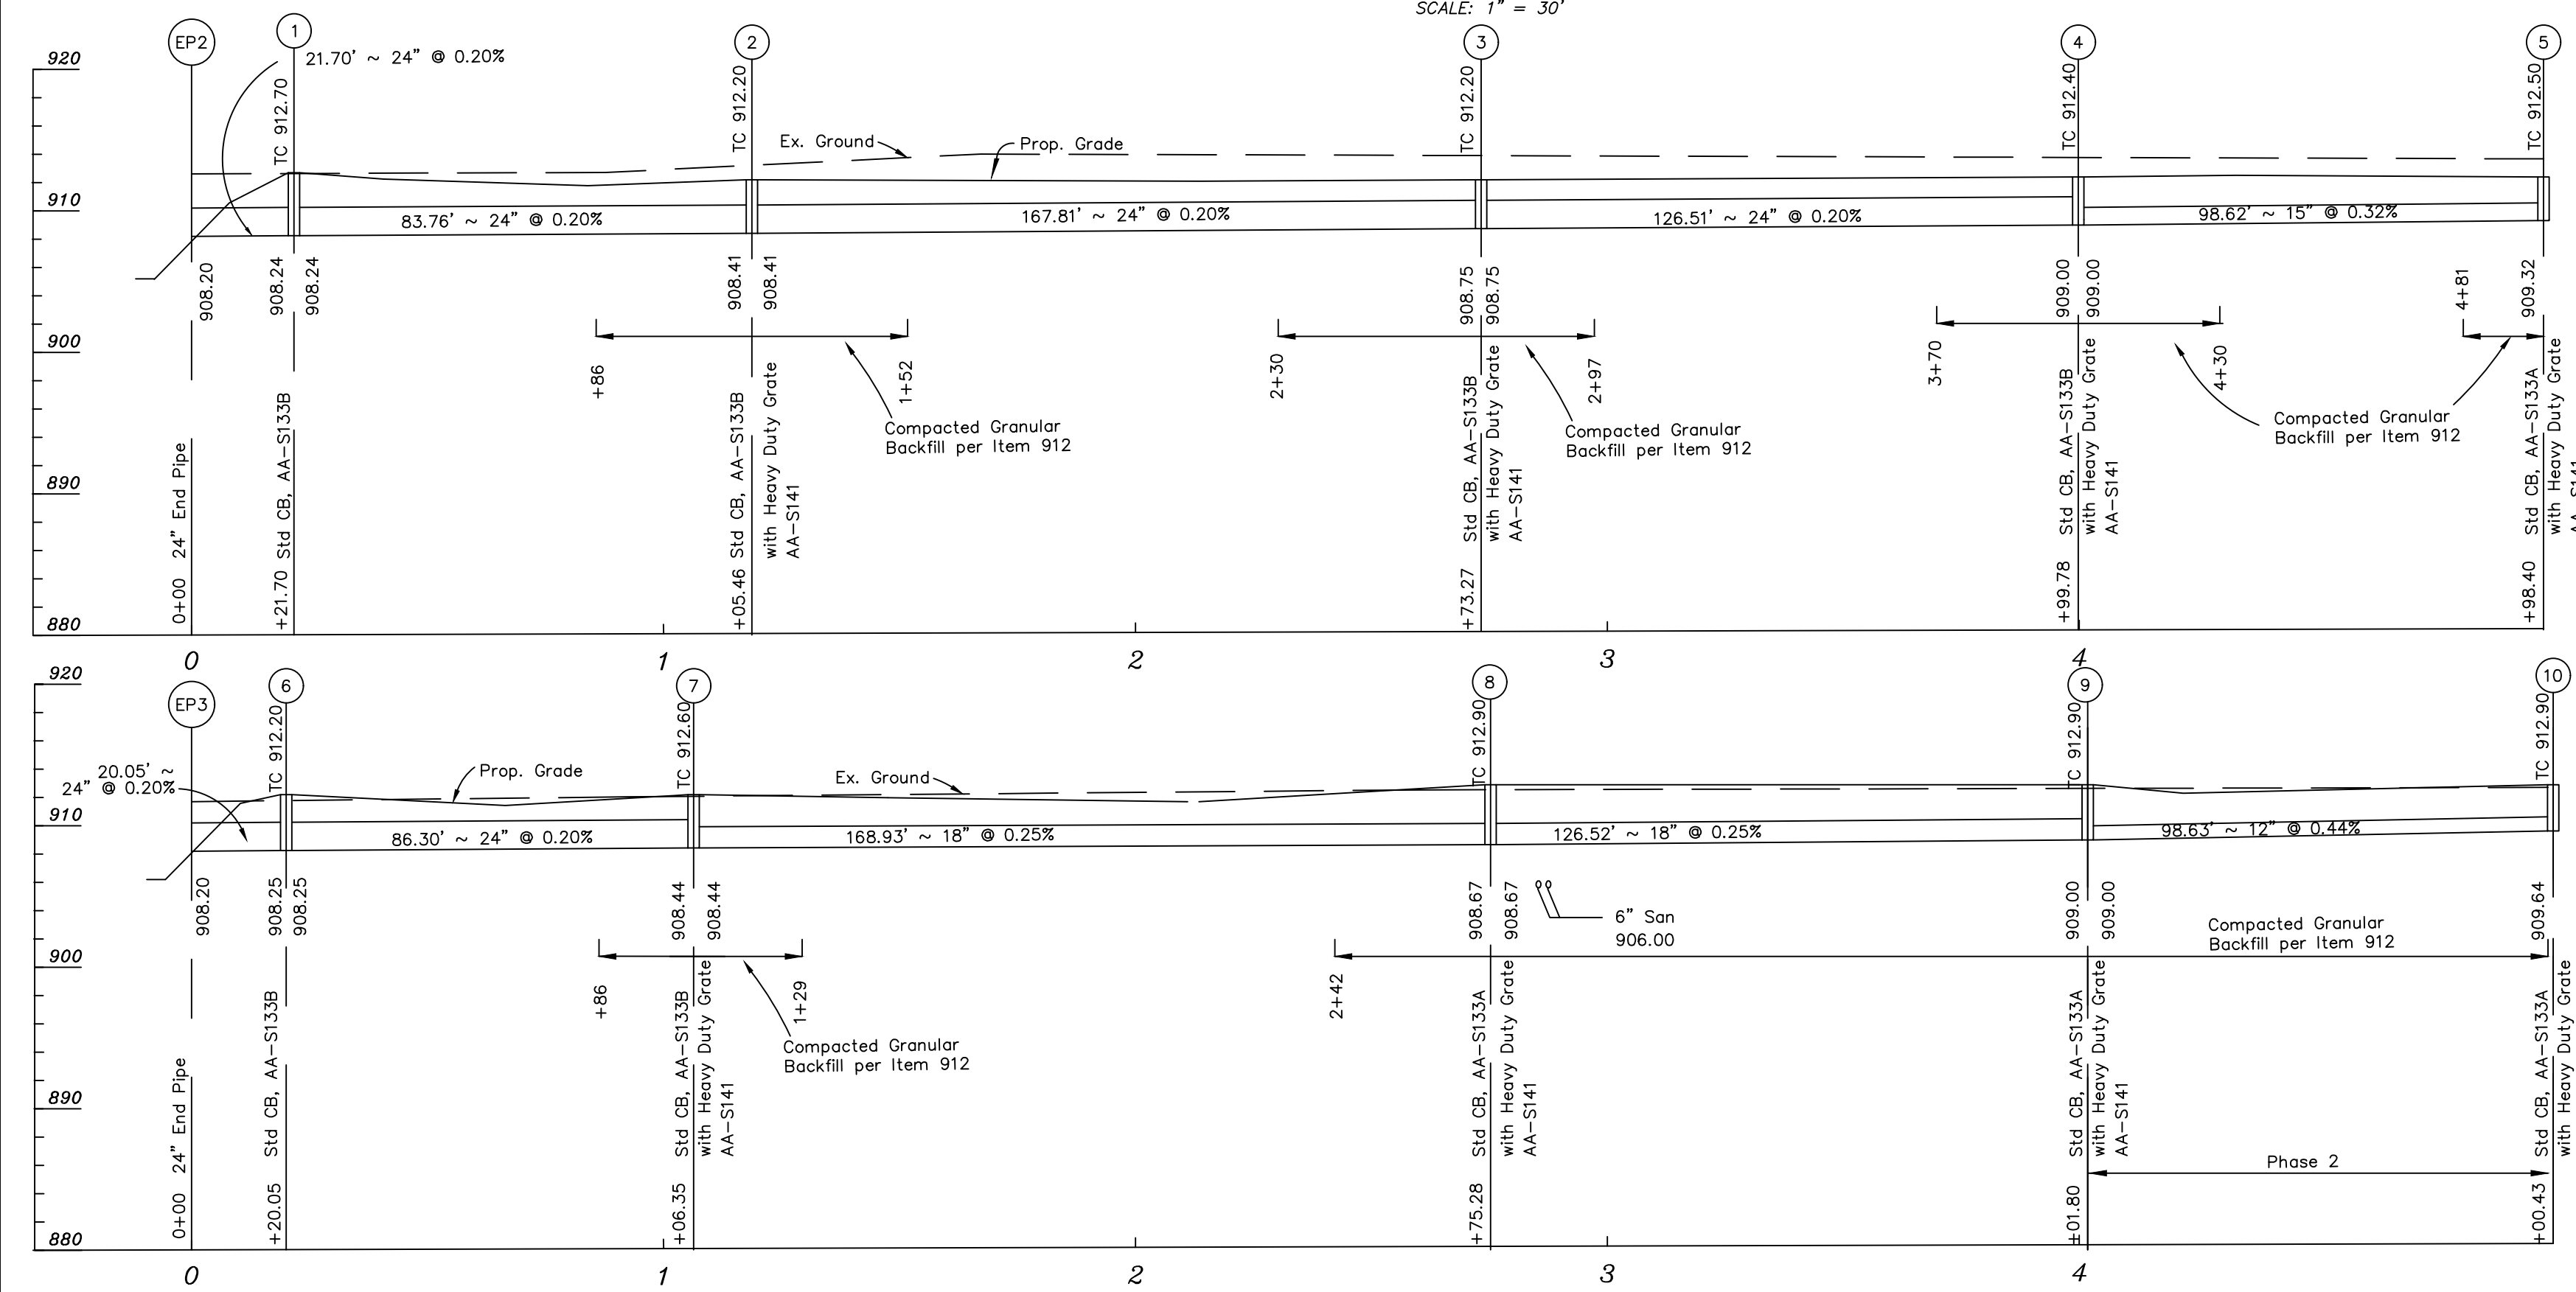 SCALE: 1" = 30'
EP2
1
2
3
4
5
920
910
900
890
880
21.70' ~ 24" @ 0.20%
TC 912.70
TC 912.20
TC 912.20
TC 912.40
TC 912.50
Ex. Ground
Prop. Grade
83.76' ~ 24" @ 0.20%
167.81' ~ 24" @ 0.20%
126.51' ~ 24" @ 0.20%
98.62' ~ 15" @ 0.32%
908.20
908.24
908.24
908.41
908.41
908.75
908.75
909.00
909.00
909.32
+86
1+52
2+30
2+97
3+70
4+30
4+81
Compacted Granular
Backfill per Item 912
Compacted Granular
Backfill per Item 912
Compacted Granular
Backfill per Item 912
0+00 24" End Pipe
+21.70 Std CB, AA-S133B
+05.46 Std CB, AA-S133B
with Heavy Duty Grate
AA-S141
+73.27 Std CB, AA-S133B
with Heavy Duty Grate
AA-S141
+99.78 Std CB, AA-S133B
with Heavy Duty Grate
AA-S141
+98.40 Std CB, AA-S133A
with Heavy Duty Grate
AA-S141
0
1
2
3
4
EP3
6
7
8
9
10
920
910
900
890
880
20.05' ~
24" @ 0.20%
TC 912.20
TC 912.60
TC 912.90
TC 912.90
TC 912.90
Prop. Grade
Ex. Ground
86.30' ~ 24" @ 0.20%
168.93' ~ 18" @ 0.25%
126.52' ~ 18" @ 0.25%
98.63' ~ 12" @ 0.44%
908.20
908.25
908.25
908.44
908.44
908.67
908.67
909.00
909.00
909.64
6" San
906.00
+86
1+29
2+42
Compacted Granular
Backfill per Item 912
Compacted Granular
Backfill per Item 912
0+00 24" End Pipe
+20.05 Std CB, AA-S133B
+06.35 Std CB, AA-S133B
with Heavy Duty Grate
AA-S141
+75.28 Std CB, AA-S133A
with Heavy Duty Grate
AA-S141
+01.80 Std CB, AA-S133A
with Heavy Duty Grate
AA-S141
+00.43 Std CB, AA-S133A
with Heavy Duty Grate
Phase 2
0
1
2
3
4